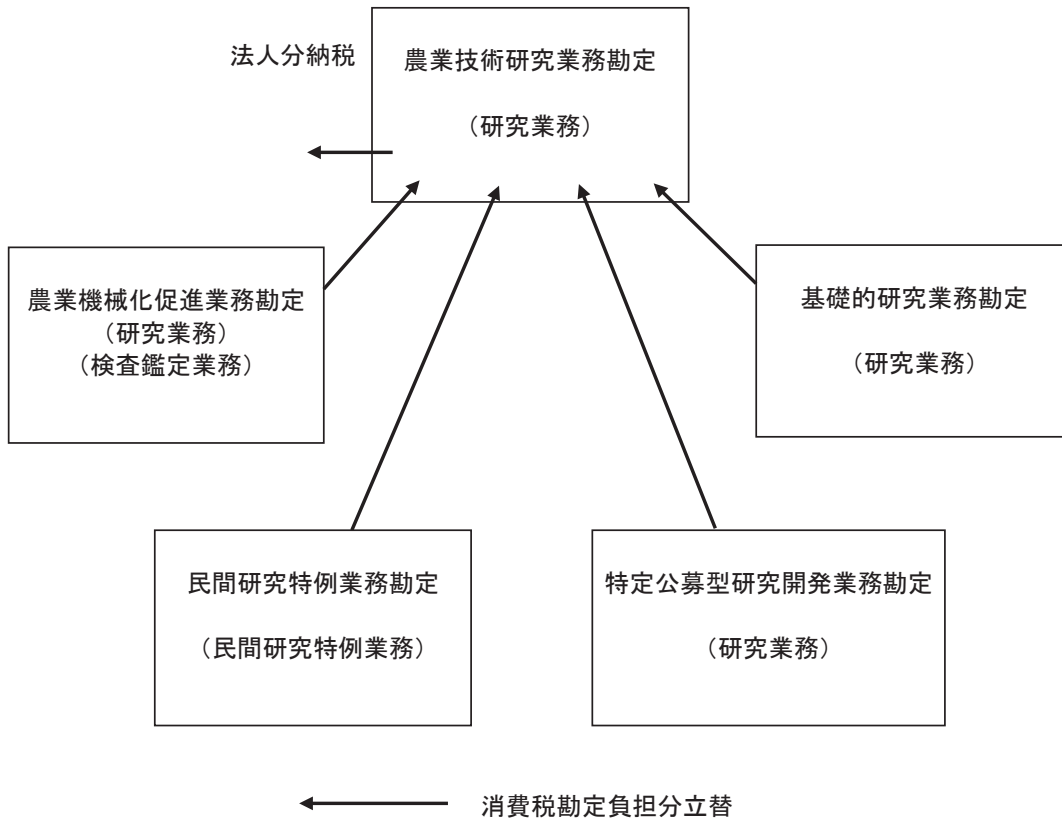 法人分納税
農業技術研究業務勘定
（研究業務）
農業機械化促進業務勘定
（研究業務）
（検査鑑定業務）
基礎的研究業務勘定
（研究業務）
民間研究特例業務勘定
（民間研究特例業務）
特定公募型研究開発業務勘定
（研究業務）
消費税勘定負担分立替